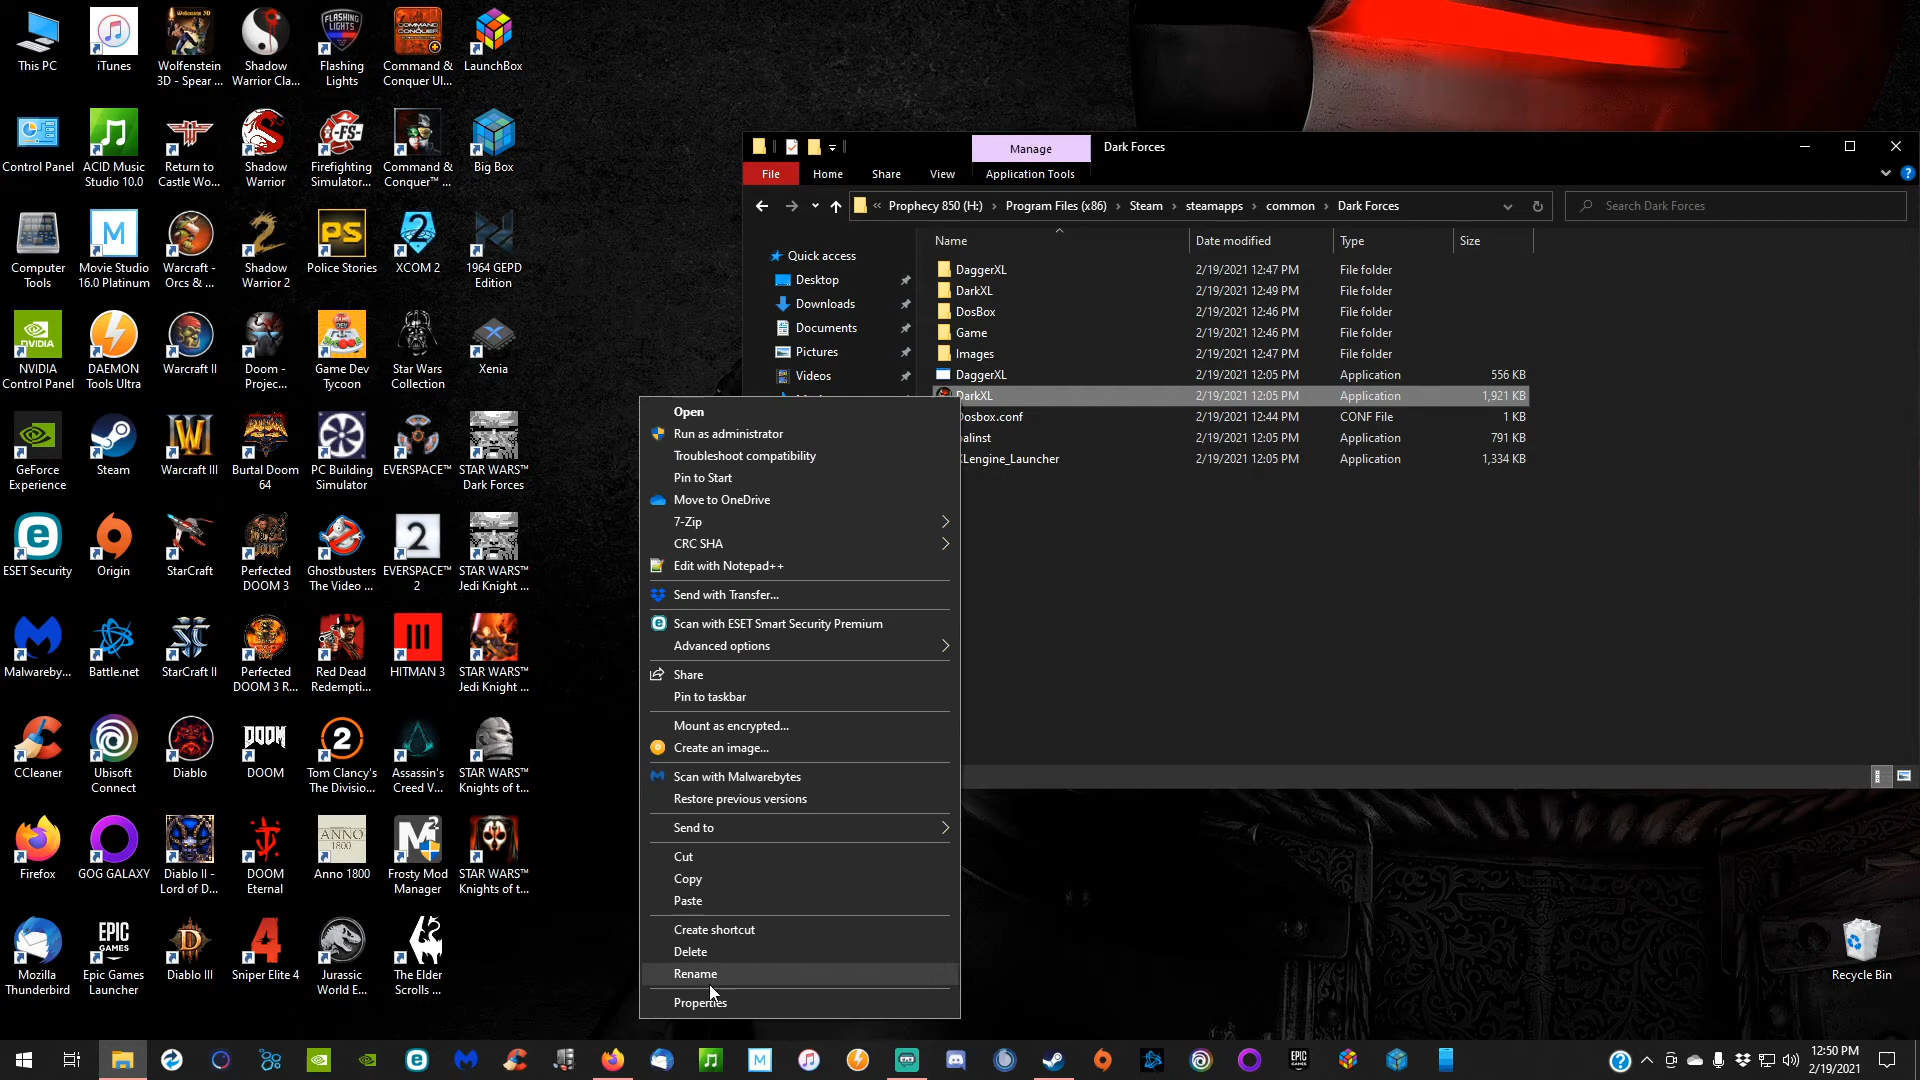 This PC
iTunes
Wolfenstein
3D - Spear ...
Shadow
Warrior Cla...
Flashing
Lights
Command &
Conquer Ul...
LaunchBox
Control Panel
ACID Music
Studio 10.0
Return to
Castle Wo...
Shadow
Warrior
Firefighting
Simulator...
Command &
Conquer™ ...
Big Box
Computer
Tools
Movie Studio
16.0 Platinum
Warcraft -
Orcs & ...
Shadow
Warrior 2
Police Stories
XCOM 2
1964 GEPD
Edition
NVIDIA
Control Panel
DAEMON
Tools Ultra
Warcraft II
Doom -
Projec...
Game Dev
Tycoon
Star Wars
Collection
Xenia
GeForce
Experience
Steam
Warcraft III
Burtal Doom
64
PC Building
Simulator
EVERSPACE™
STAR WARS™
Dark Forces
ESET Security
Origin
StarCraft
Perfected
DOOM 3
Ghostbusters
The Video ...
EVERSPACE™
2
STAR WARS™
Jedi Knight ...
Malwareby...
Battle.net
StarCraft II
Perfected
DOOM 3 R...
Red Dead
Redempti...
HITMAN 3
STAR WARS™
Jedi Knight ...
CCleaner
Ubisoft
Connect
Diablo
DOOM
Tom Clancy's
The Divisio...
Assassin's
Creed V...
STAR WARS™
Knights of t...
Firefox
GOG GALAXY
Diablo II -
Lord of D...
DOOM
Eternal
Anno 1800
Frosty Mod
Manager
STAR WARS™
Knights of t...
Mozilla
Thunderbird
Epic Games
Launcher
Diablo III
Sniper Elite 4
Jurassic
World E...
The Elder
Scrolls ...
Manage
Dark Forces
File
Home
Share
View
Application Tools
« Prophecy 850 (H:) › Program Files (x86) › Steam › steamapps › common › Dark Forces
Search Dark Forces
Quick access
Desktop
Downloads
Documents
Pictures
Videos
Name Date modified Type Size
DaggerXL 2/19/2021 12:47 PM File folder
DarkXL 2/19/2021 12:49 PM File folder
DosBox 2/19/2021 12:46 PM File folder
Game 2/19/2021 12:46 PM File folder
Images 2/19/2021 12:47 PM File folder
DaggerXL 2/19/2021 12:05 PM Application 556 KB
DarkXL 2/19/2021 12:05 PM Application 1,921 KB
Dosbox.conf 2/19/2021 12:44 PM CONF File 1 KB
alinst 2/19/2021 12:05 PM Application 791 KB
Lengine_Launcher 2/19/2021 12:05 PM Application 1,334 KB
Open
Run as administrator
Troubleshoot compatibility
Pin to Start
Move to OneDrive
7-Zip
CRC SHA
Edit with Notepad++
Send with Transfer...
Scan with ESET Smart Security Premium
Advanced options
Share
Pin to taskbar
Mount as encrypted...
Create an image...
Scan with Malwarebytes
Restore previous versions
Send to
Cut
Copy
Paste
Create shortcut
Delete
Rename
Properties
Recycle Bin
12:50 PM
2/19/2021